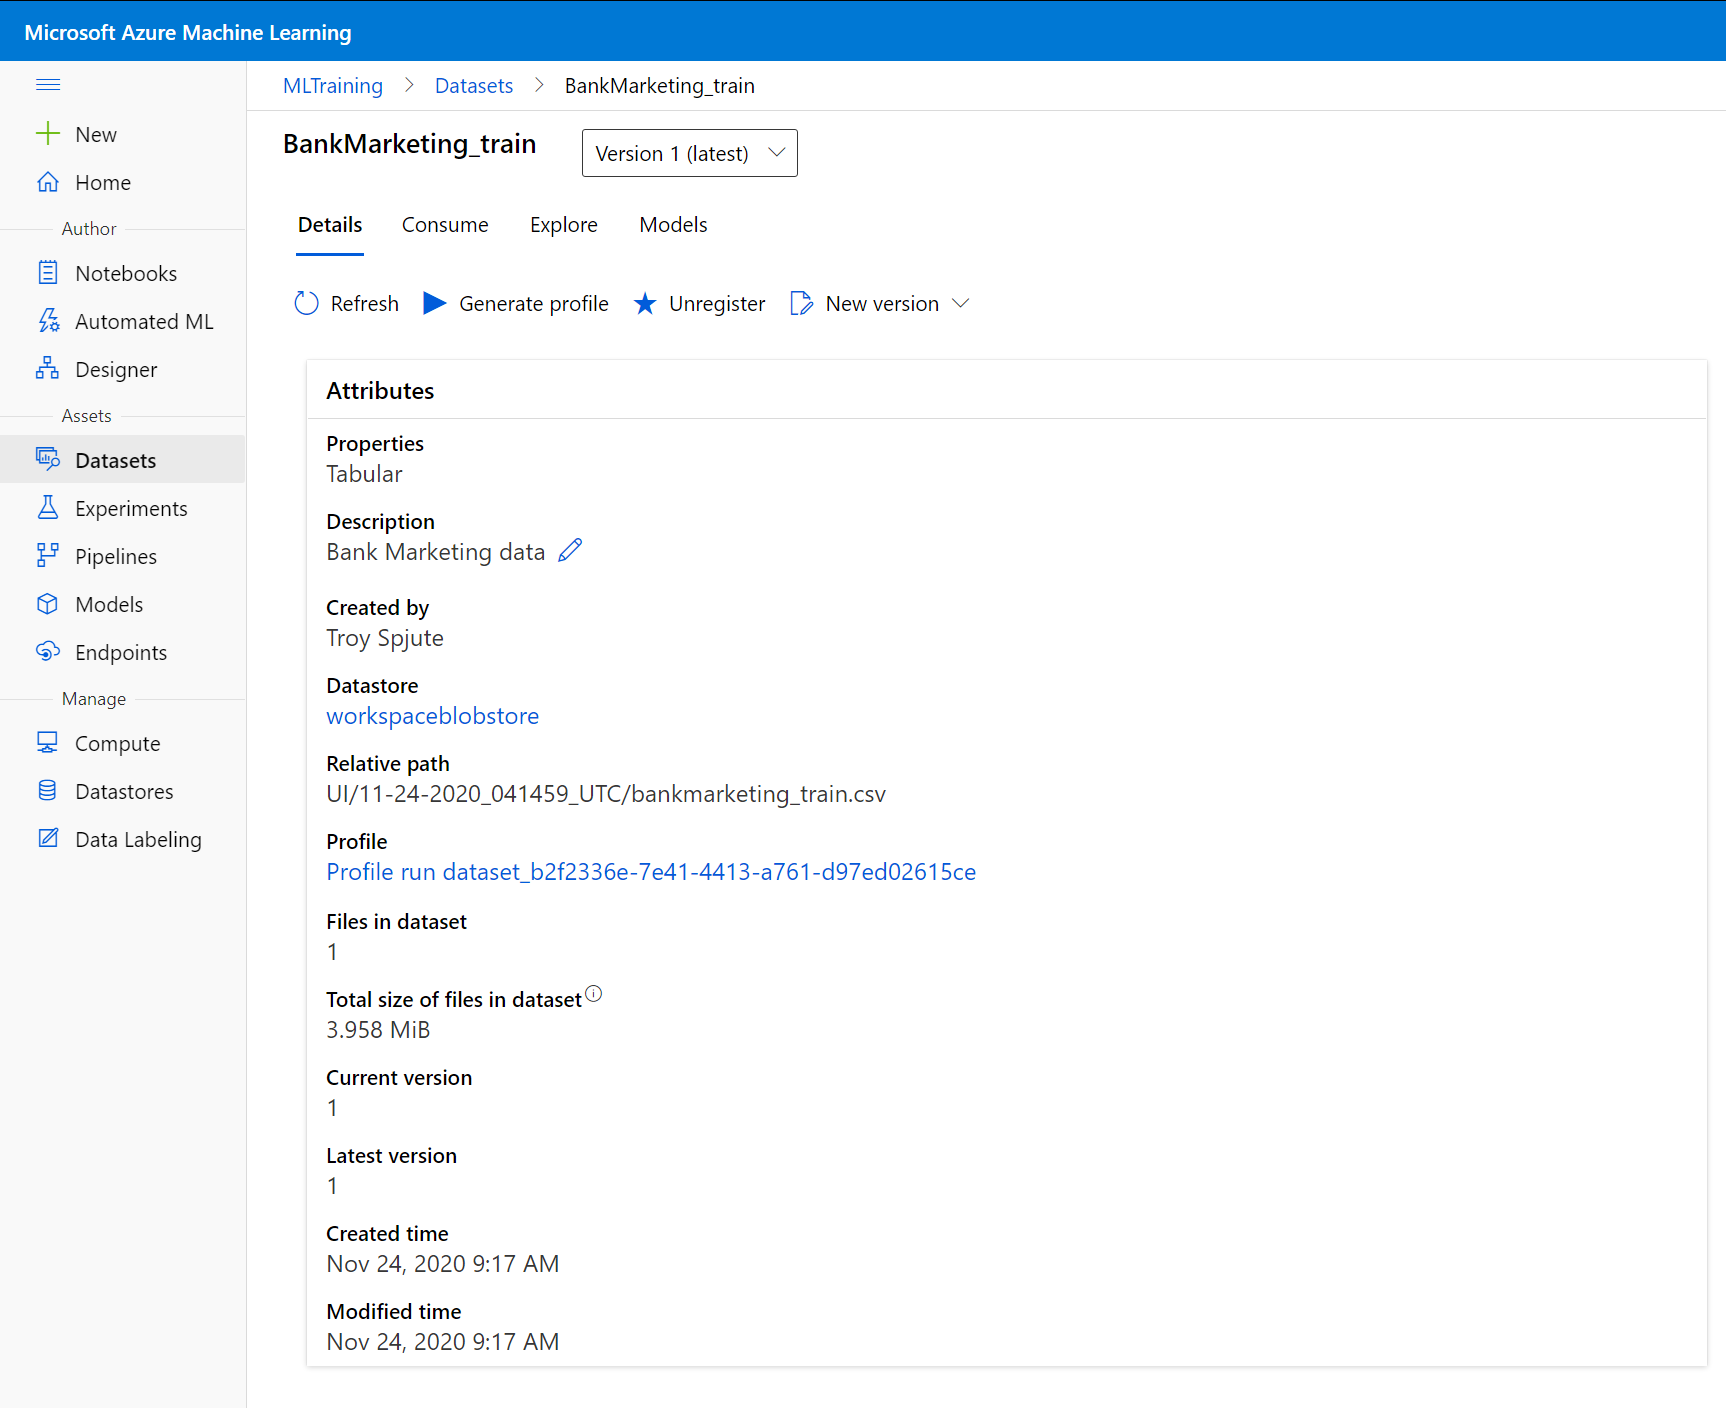 Microsoft Azure Machine Learning
MLTraining > Datasets > BankMarketing_train
New
Home
Author
Notebooks
Automated ML
Designer
Assets
Datasets
Experiments
Pipelines
Models
Endpoints
Manage
Compute
Datastores
Data Labeling
BankMarketing_train
Version 1 (latest)
Details Consume Explore Models
Refresh Generate profile Unregister New version
Attributes
Properties
Tabular
Description
Bank Marketing data
Created by
Troy Spjute
Datastore
workspaceblobstore
Relative path
UI/11-24-2020_041459_UTC/bankmarketing_train.csv
Profile
Profile run dataset_b2f2336e-7e41-4413-a761-d97ed02615ce
Files in dataset
1
Total size of files in dataset
3.958 MiB
Current version
1
Latest version
1
Created time
Nov 24, 2020 9:17 AM
Modified time
Nov 24, 2020 9:17 AM